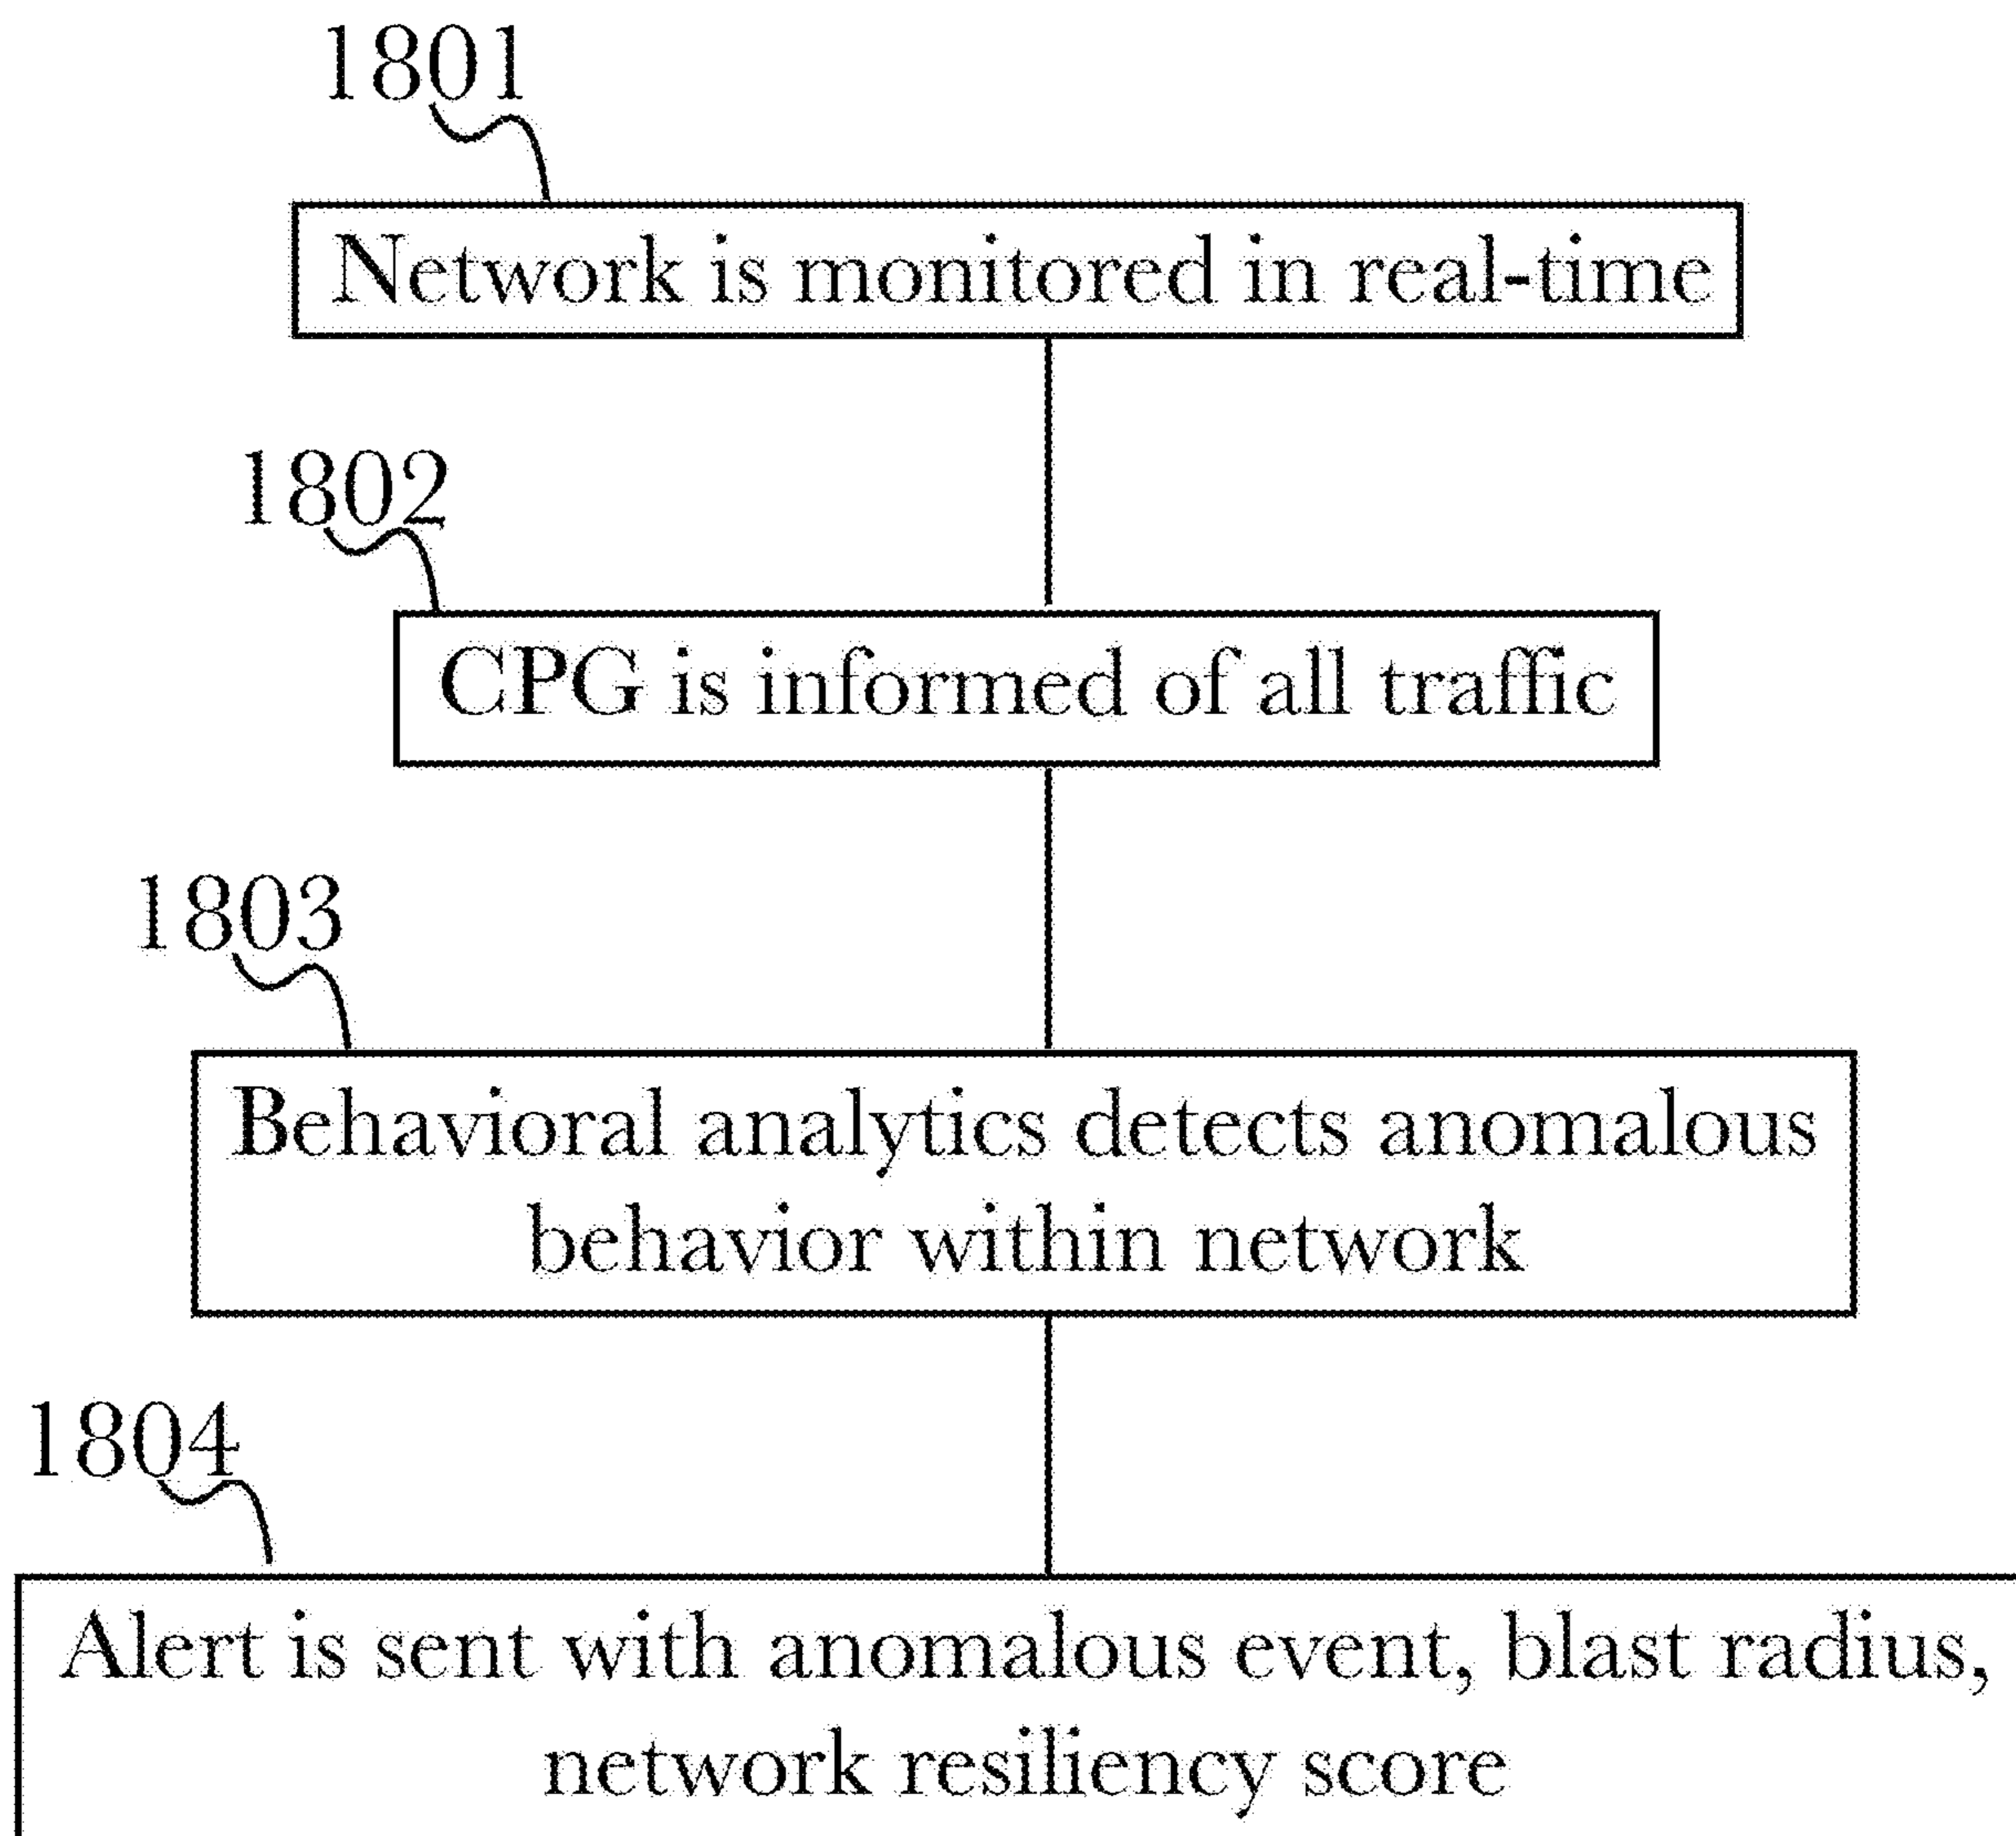 1801
Network is monitored in real-time
1802
CPG is informed of all traffic
1803
Behavioral analytics detects anomalous
behavior within network
1804
Alert is sent with anomalous event, blast radius,
network resiliency score